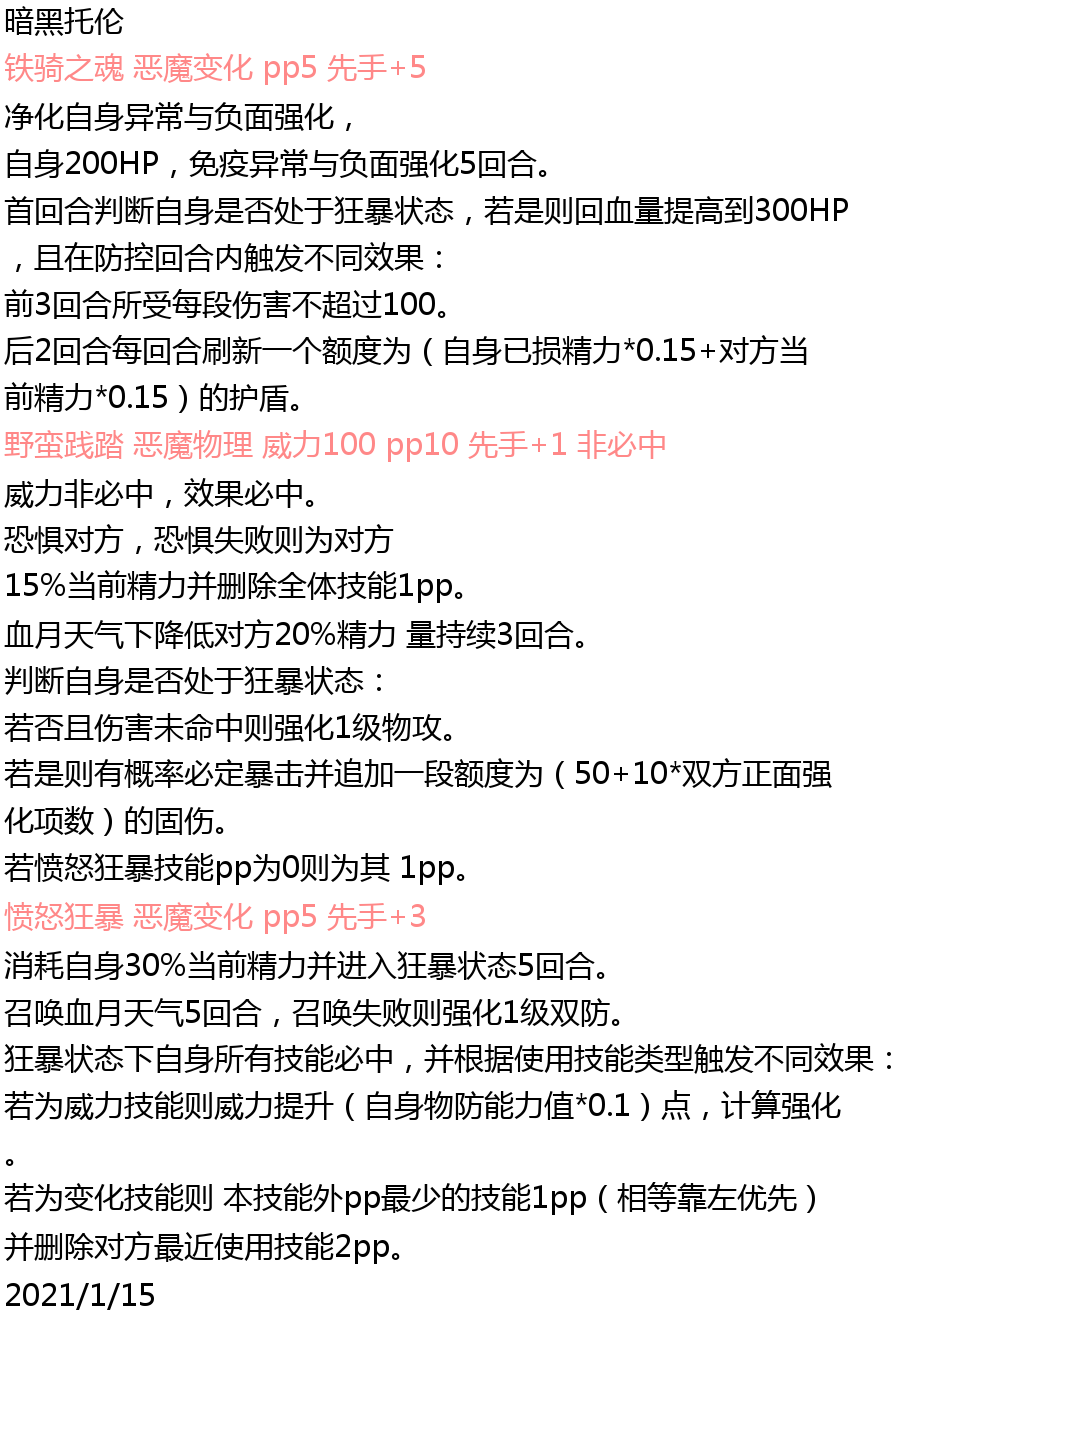 暗黑托伦
铁骑之魂 恶魔变化 pp5 先手+5
净化自身异常与负面强化，
自身200HP，免疫异常与负面强化5回合。
首回合判断自身是否处于狂暴状态，若是则回血量提高到300HP
，且在防控回合内触发不同效果：
前3回合所受每段伤害不超过100。
后2回合每回合刷新一个额度为（自身已损精力*0.15+对方当
前精力*0.15）的护盾。
野蛮践踏 恶魔物理 威力100 pp10 先手+1 非必中
威力非必中，效果必中。
恐惧对方，恐惧失败则为对方
15%当前精力并删除全体技能1pp。
血月天气下降低对方20%精力 量持续3回合。
判断自身是否处于狂暴状态：
若否且伤害未命中则强化1级物攻。
若是则有概率必定暴击并追加一段额度为（50+10*双方正面强
化项数）的固伤。
若愤怒狂暴技能pp为0则为其 1pp。
愤怒狂暴 恶魔变化 pp5 先手+3
消耗自身30%当前精力并进入狂暴状态5回合。
召唤血月天气5回合，召唤失败则强化1级双防。
狂暴状态下自身所有技能必中，并根据使用技能类型触发不同效果：
若为威力技能则威力提升（自身物防能力值*0.1）点，计算强化
。
若为变化技能则 本技能外pp最少的技能1pp（相等靠左优先）
并删除对方最近使用技能2pp。
2021/1/15